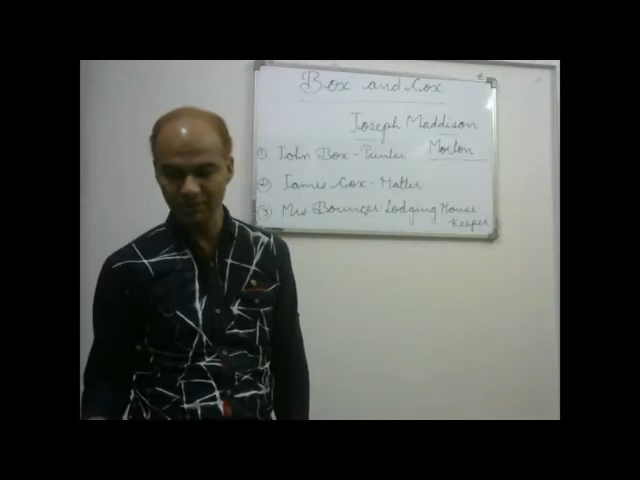 Box and Cox
Joseph Maddison
Morton
① John Box - Printer
② James Cox - Hatter
③ Mrs. Bouncer Lodging House
Keeper